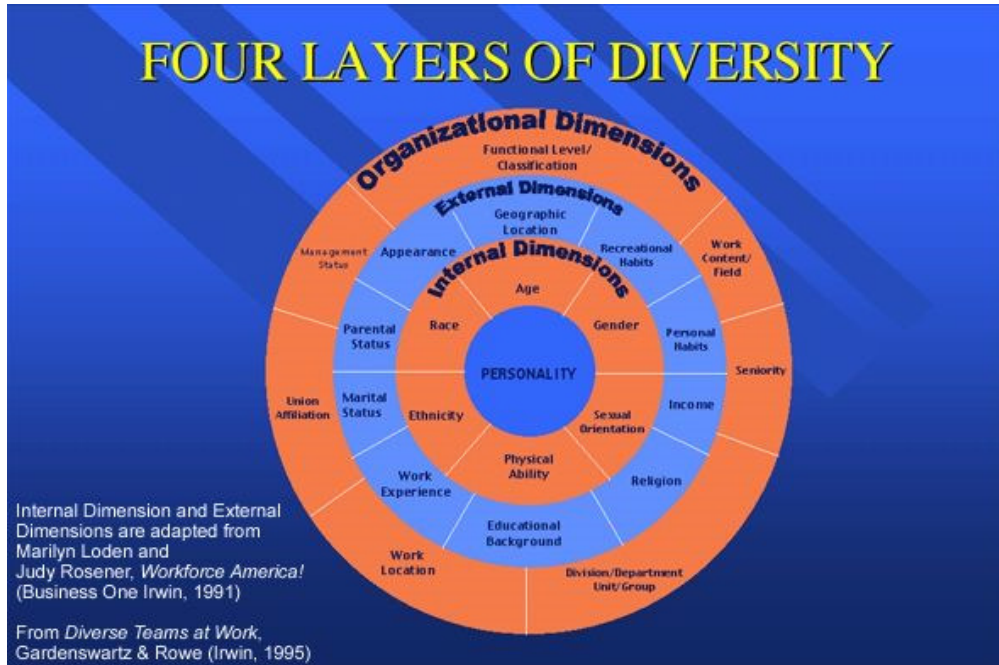 FOUR LAYERS OF DIVERSITY
Organizational Dimensions
Functional Level/
Classification
External Dimensions
Geographic
Location
Appearance
Recreational
Habits
Management
Status
Work
Content/
Field
Internal Dimensions
Age
Race
Gender
Parental
Status
Personal
Habits
PERSONALITY
Seniority
Union
Affiliation
Marital
Status
Ethnicity
Sexual
Orientation
Income
Physical
Ability
Work
Experience
Religion
Educational
Background
Work
Location
Division/Department
Unit/Group
Internal Dimension and External
Dimensions are adapted from
Marilyn Loden and
Judy Rosener, Workforce America!
(Business One Irwin, 1991)
From Diverse Teams at Work,
Gardenswartz & Rowe (Irwin, 1995)